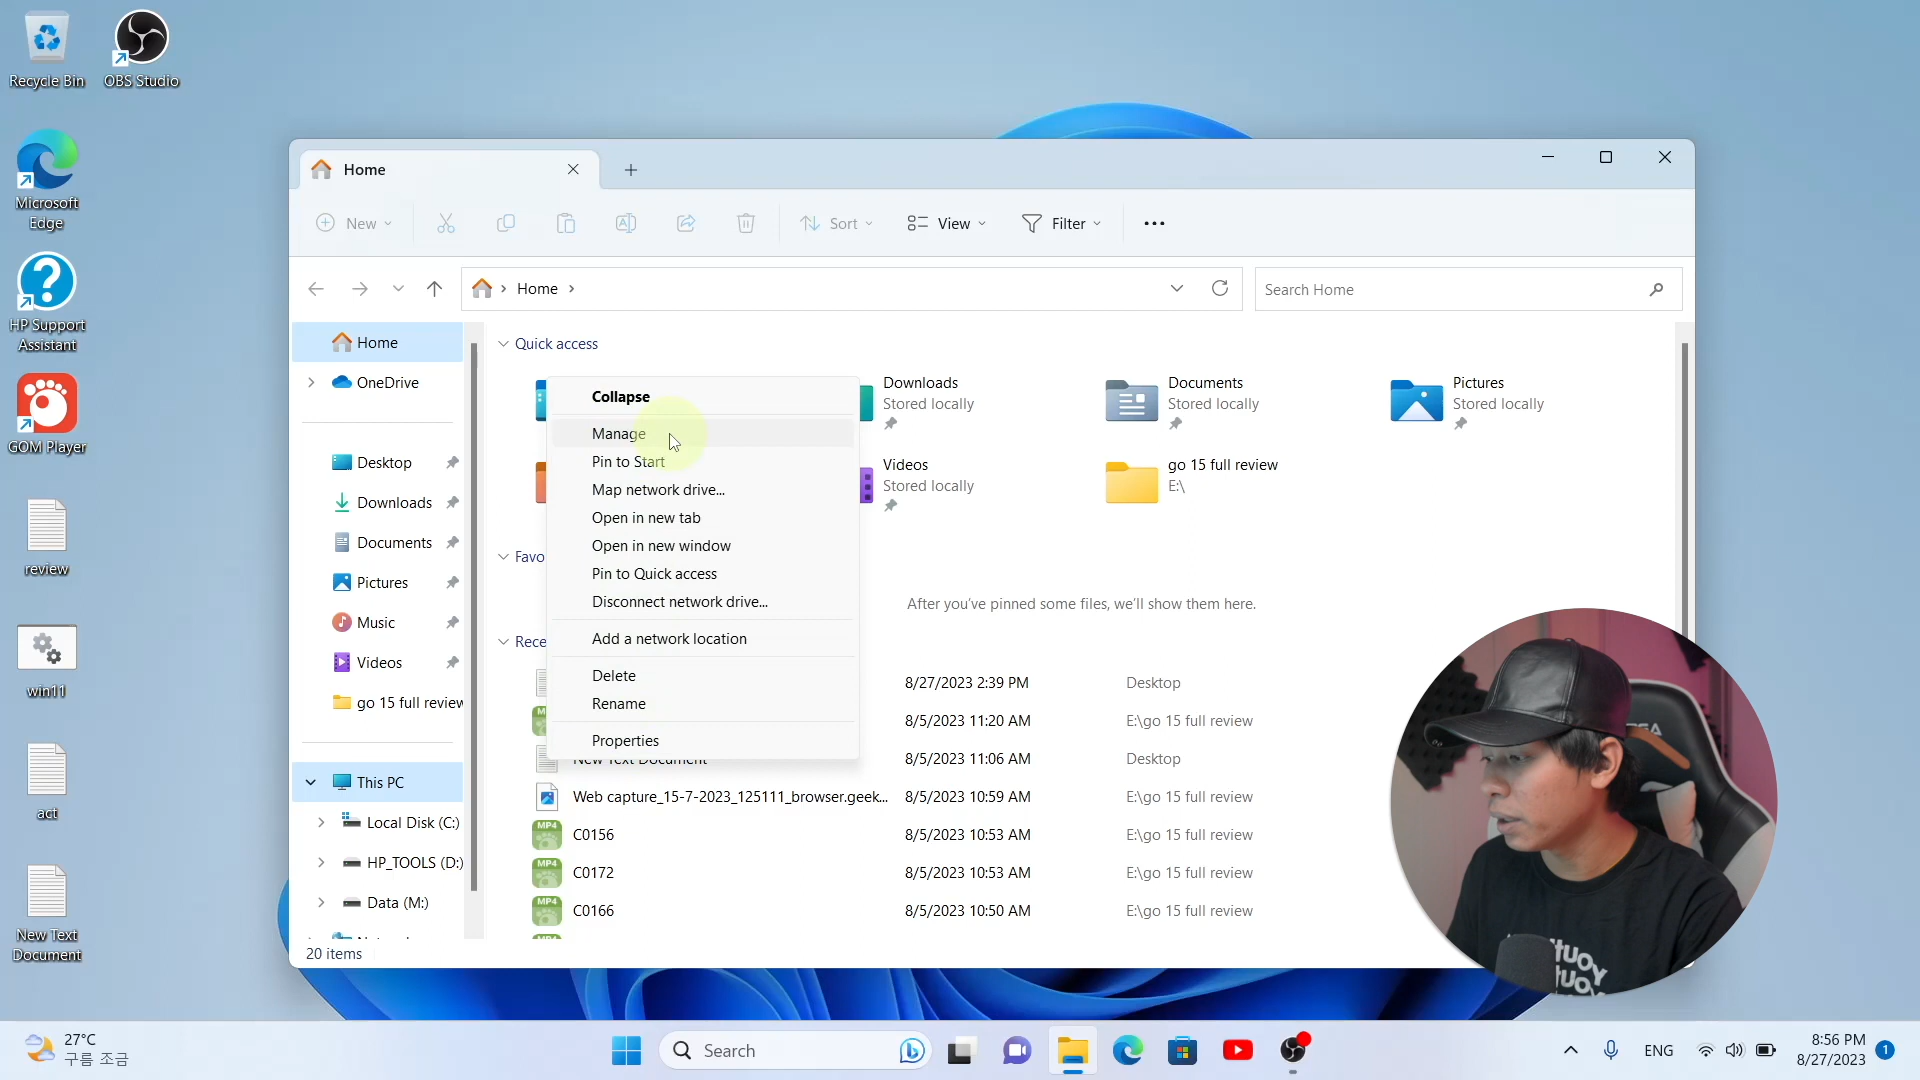 Recycle Bin
OBS Studio
Microsoft
Edge
HP Support
Assistant
GOM Player
review
win11
act
New Text
Document
Home
New
Sort
View
Filter
Home
Search Home
Home
OneDrive
Desktop
Downloads
Documents
Pictures
Music
Videos
go 15 full review
This PC
Local Disk (C:)
HP_TOOLS (D:)
Data (M:)
20 items
Quick access
Downloads
Stored locally
Documents
Stored locally
Pictures
Stored locally
Videos
Stored locally
go 15 full review
E:\
Favo
After you've pinned some files, we'll show them here.
Rece
Collapse
Manage
Pin to Start
Map network drive...
Open in new tab
Open in new window
Pin to Quick access
Disconnect network drive...
Add a network location
Delete
Rename
Properties
8/27/2023 2:39 PM Desktop
8/5/2023 11:20 AM E:\go 15 full review
New Text Document 8/5/2023 11:06 AM Desktop
Web capture_15-7-2023_125111_browser.geek... 8/5/2023 10:59 AM E:\go 15 full review
MP4 C0156 8/5/2023 10:53 AM E:\go 15 full review
MP4 C0172 8/5/2023 10:53 AM E:\go 15 full review
MP4 C0166 8/5/2023 10:50 AM E:\go 15 full review
27°C
구름 조금
Search
ENG
8:56 PM
8/27/2023
1